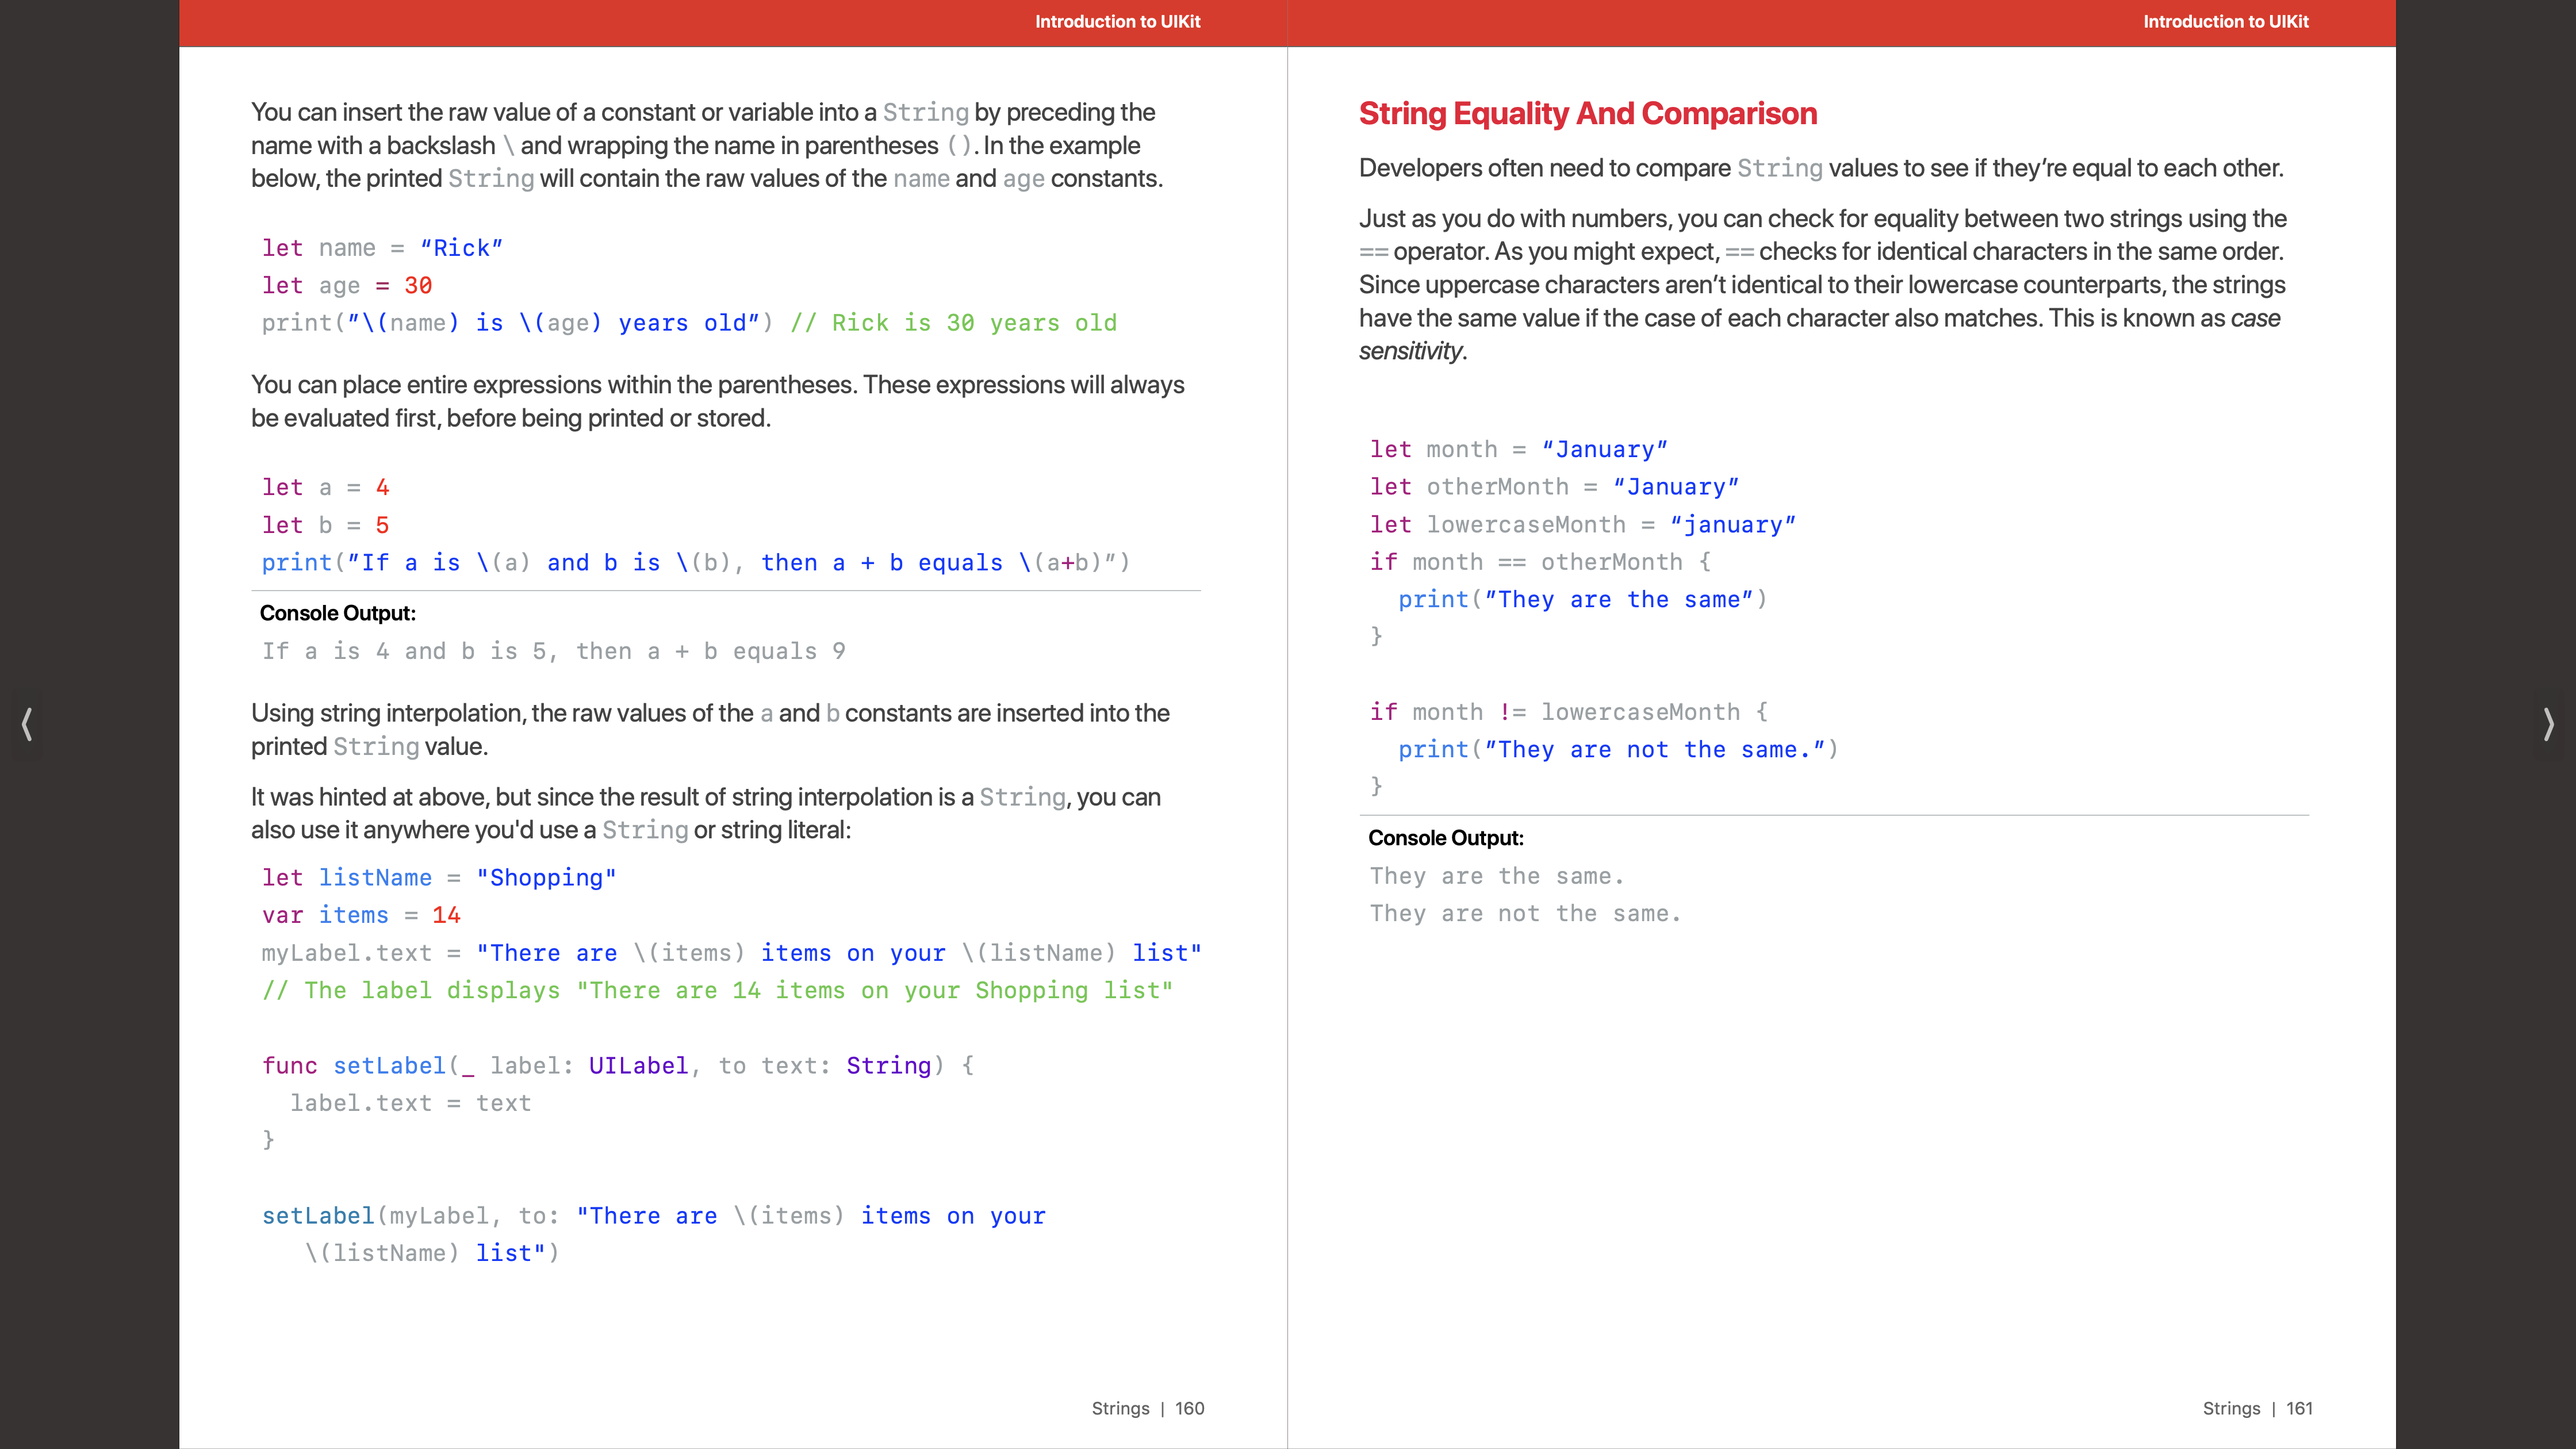 Introduction to UIKit
You can insert the raw value of a constant or variable into a String by preceding the
name with a backslash \ and wrapping the name in parentheses (). In the example
below, the printed String will contain the raw values of the name and age constants.
let name = “Rick”
let age = 30
print(”\(name) is \(age) years old”) // Rick is 30 years old
You can place entire expressions within the parentheses. These expressions will always
be evaluated first, before being printed or stored.
let a = 4
let b = 5
print(”If a is \(a) and b is \(b), then a + b equals \(a+b)”)
Console Output:
If a is 4 and b is 5, then a + b equals 9
Using string interpolation, the raw values of the a and b constants are inserted into the
printed String value.
It was hinted at above, but since the result of string interpolation is a String, you can
also use it anywhere you'd use a String or string literal:
let listName = "Shopping"
var items = 14
myLabel.text = "There are \(items) items on your \(listName) list"
// The label displays "There are 14 items on your Shopping list"
func setLabel(_ label: UILabel, to text: String) {
  label.text = text
}
setLabel(myLabel, to: "There are \(items) items on your
   \(listName) list")
Strings | 160
Introduction to UIKit
String Equality And Comparison
Developers often need to compare String values to see if they’re equal to each other.
Just as you do with numbers, you can check for equality between two strings using the
== operator. As you might expect, == checks for identical characters in the same order.
Since uppercase characters aren’t identical to their lowercase counterparts, the strings
have the same value if the case of each character also matches. This is known as case
sensitivity.
let month = “January”
let otherMonth = “January”
let lowercaseMonth = “january”
if month == otherMonth {
  print(”They are the same”)
}
if month != lowercaseMonth {
  print(”They are not the same.”)
}
Console Output:
They are the same.
They are not the same.
Strings | 161